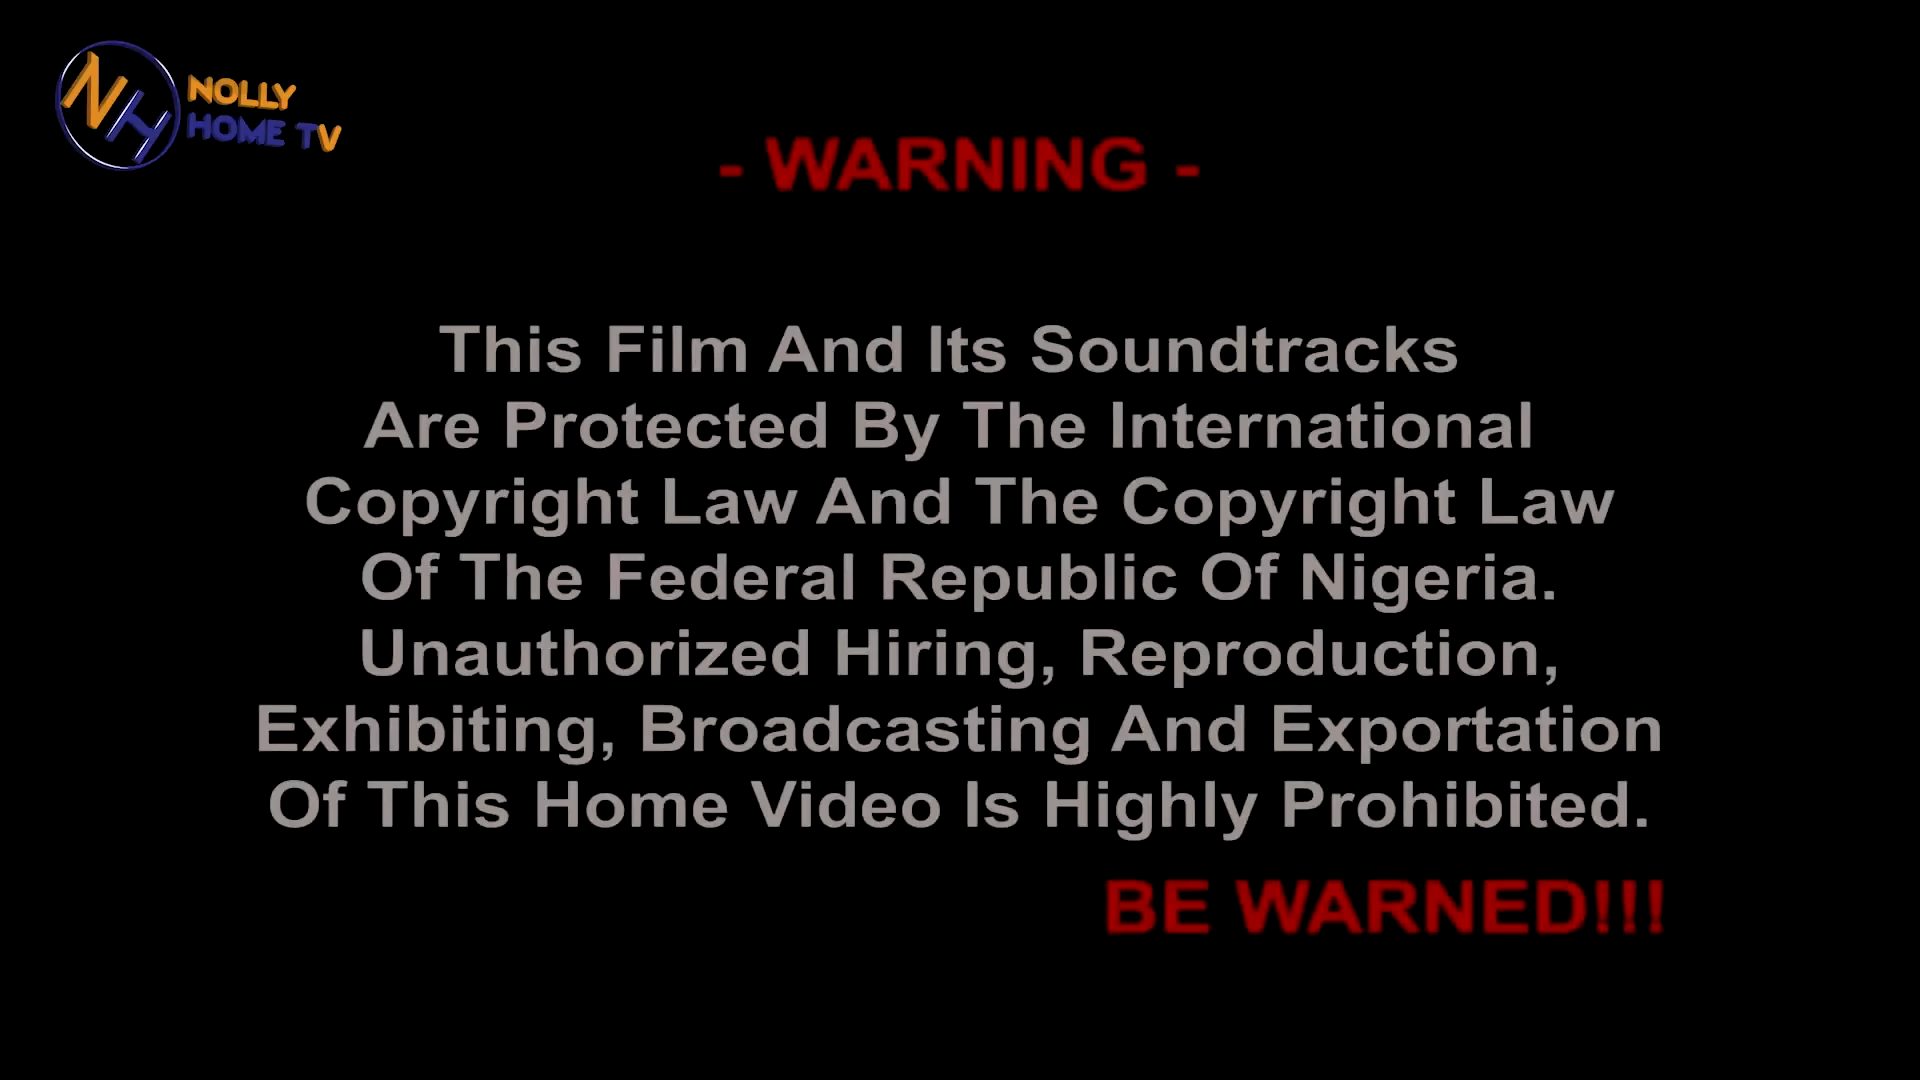 NH
NOLLY
HOME TV
- WARNING -
This Film And Its Soundtracks
Are Protected By The International
Copyright Law And The Copyright Law
Of The Federal Republic Of Nigeria.
Unauthorized Hiring, Reproduction,
Exhibiting, Broadcasting And Exportation
Of This Home Video Is Highly Prohibited.
BE WARNED!!!